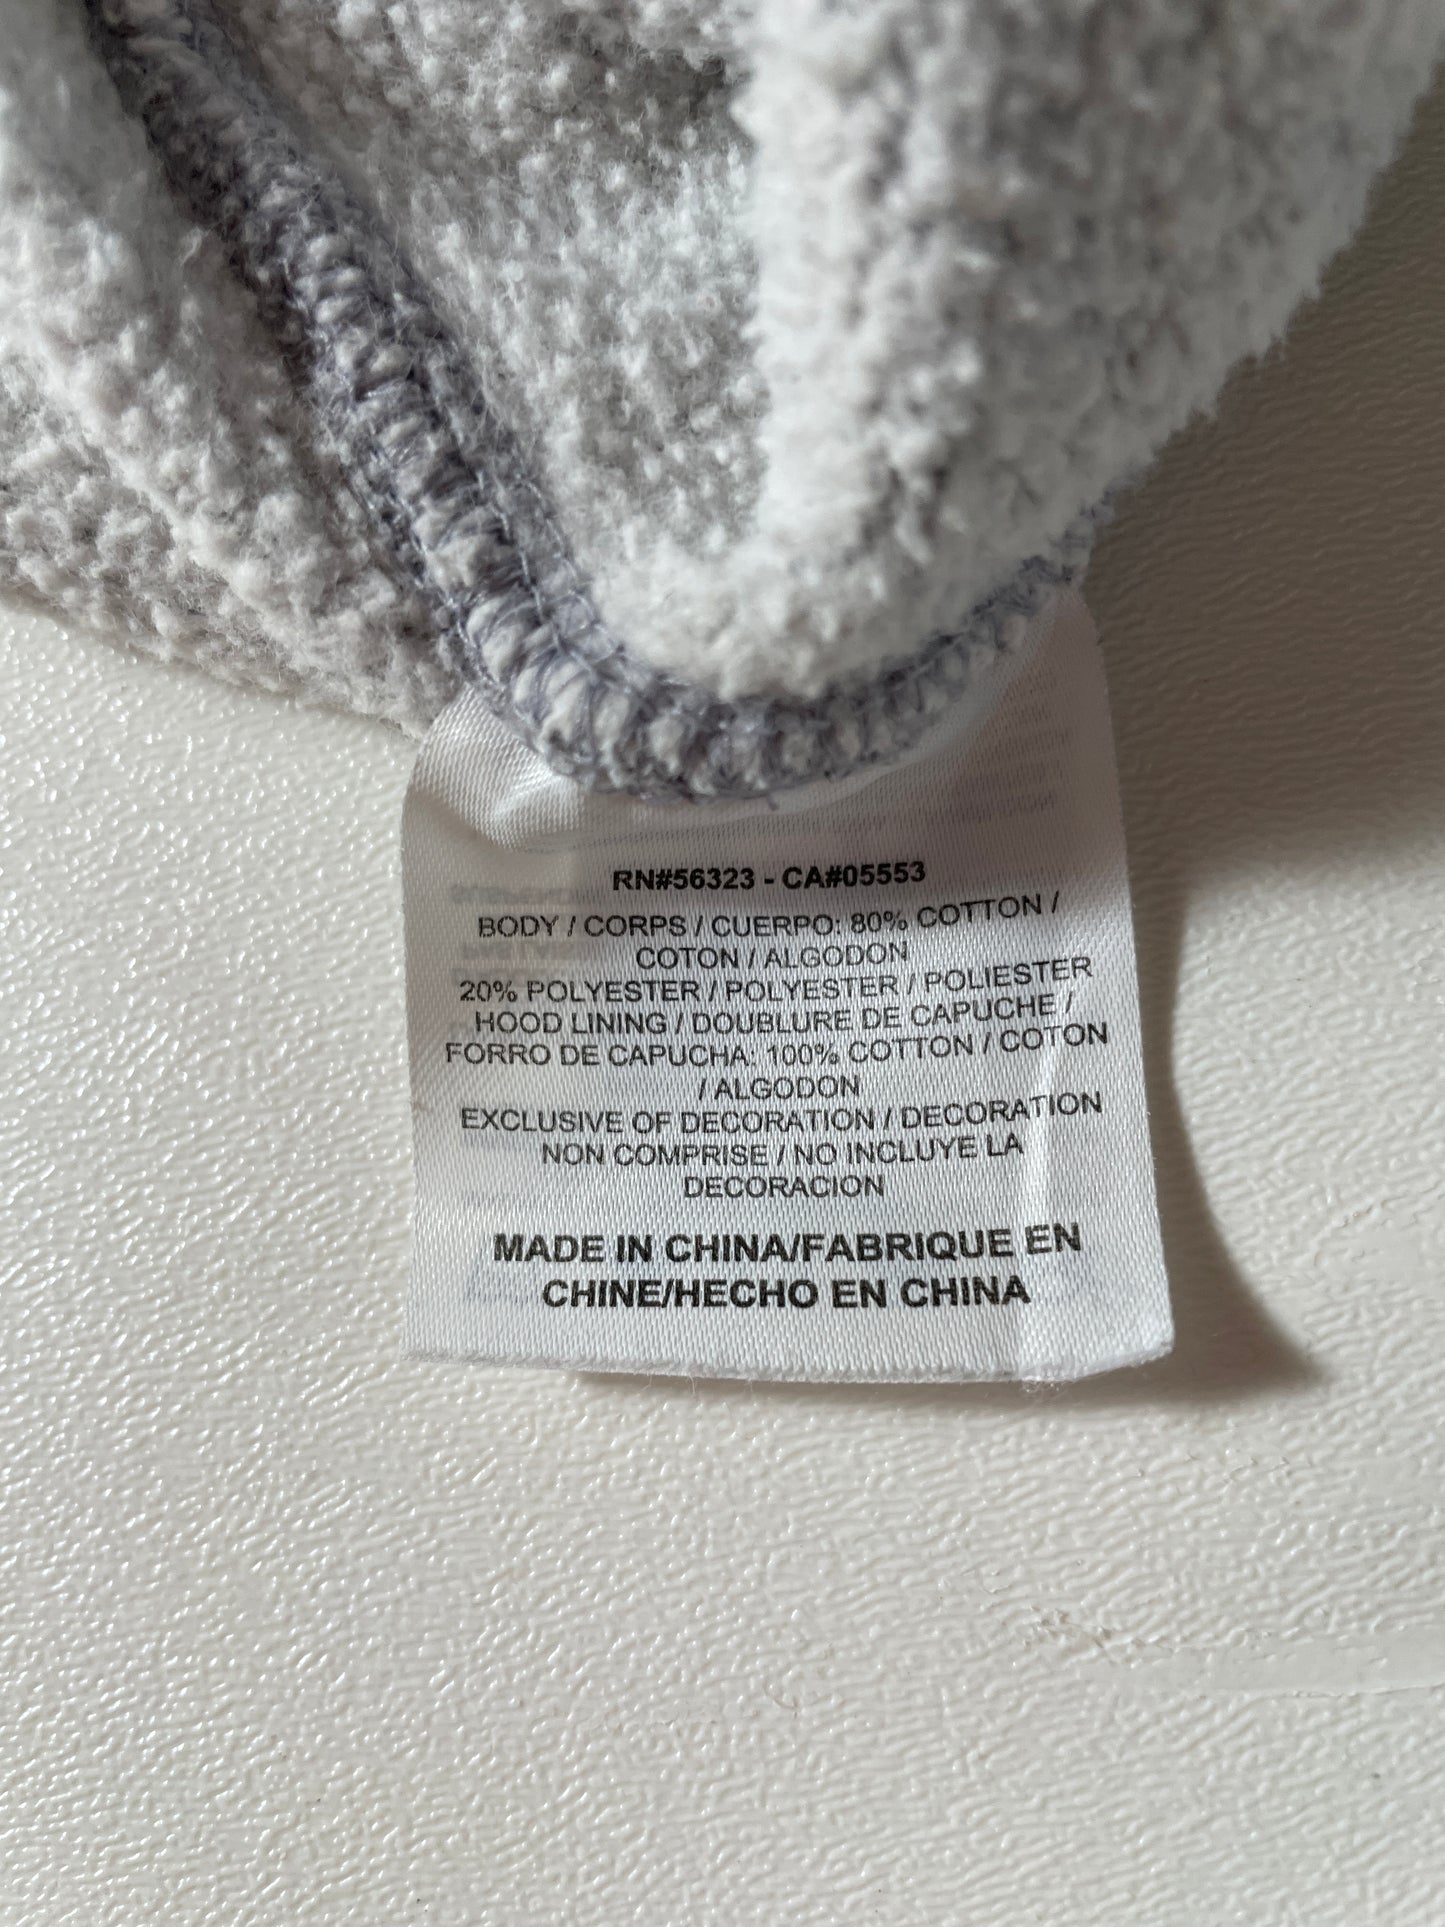 RN#56323 - CA#05553
BODY / CORPS / CUERPO: 80% COTTON /
COTON / ALGODON
20% POLYESTER / POLYESTER / POLIESTER
HOOD LINING / DOUBLURE DE CAPUCHE /
FORRO DE CAPUCHA: 100% COTTON / COTON
/ ALGODON
EXCLUSIVE OF DECORATION / DECORATION
NON COMPRISE / NO INCLUYE LA
DECORACION
MADE IN CHINA/FABRIQUE EN
CHINE/HECHO EN CHINA